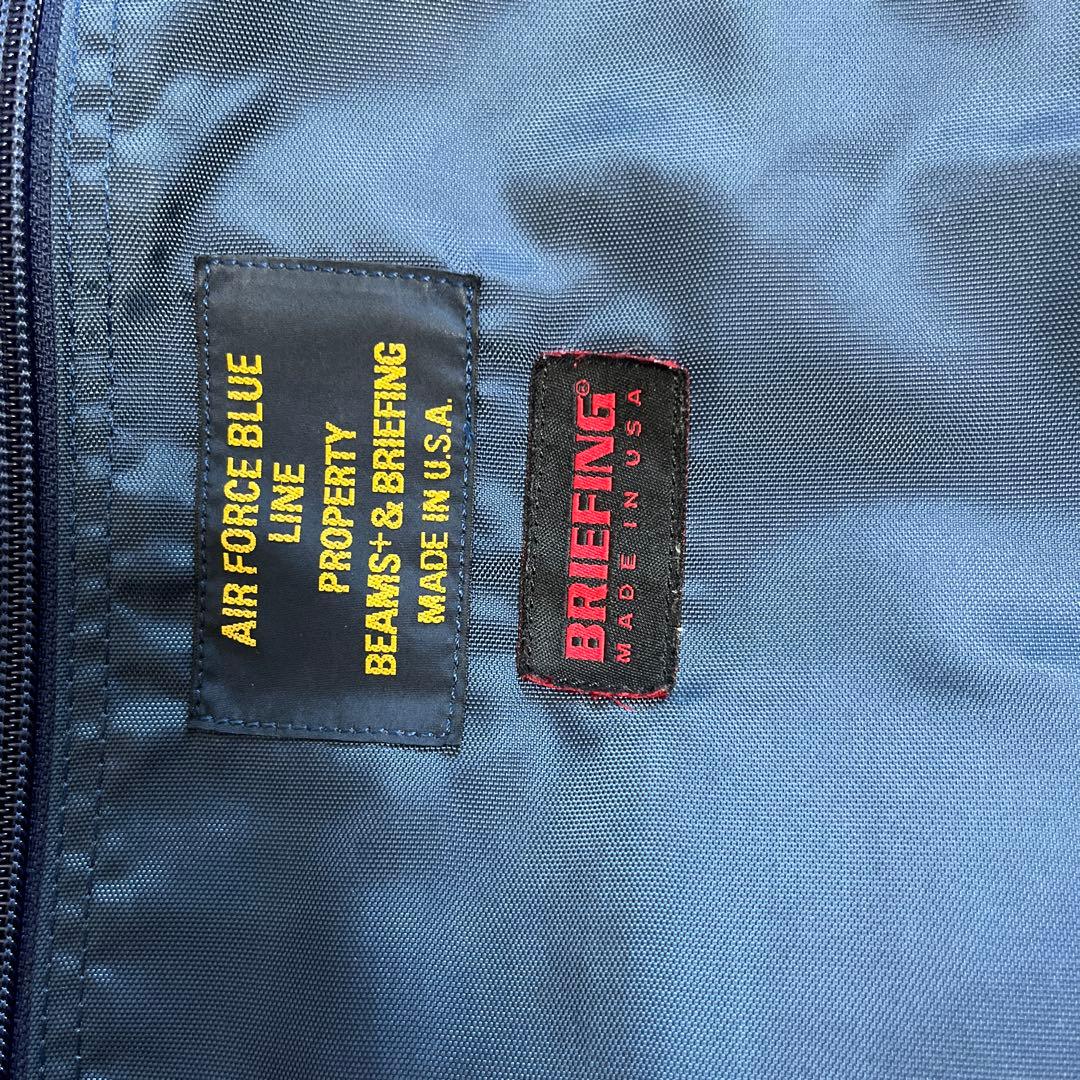 AIR FORCE BLUE
LINE
PROPERTY
BEAMS+ & BRIEFING
MADE IN U.S.A.
BRIEFING®
MADE IN USA